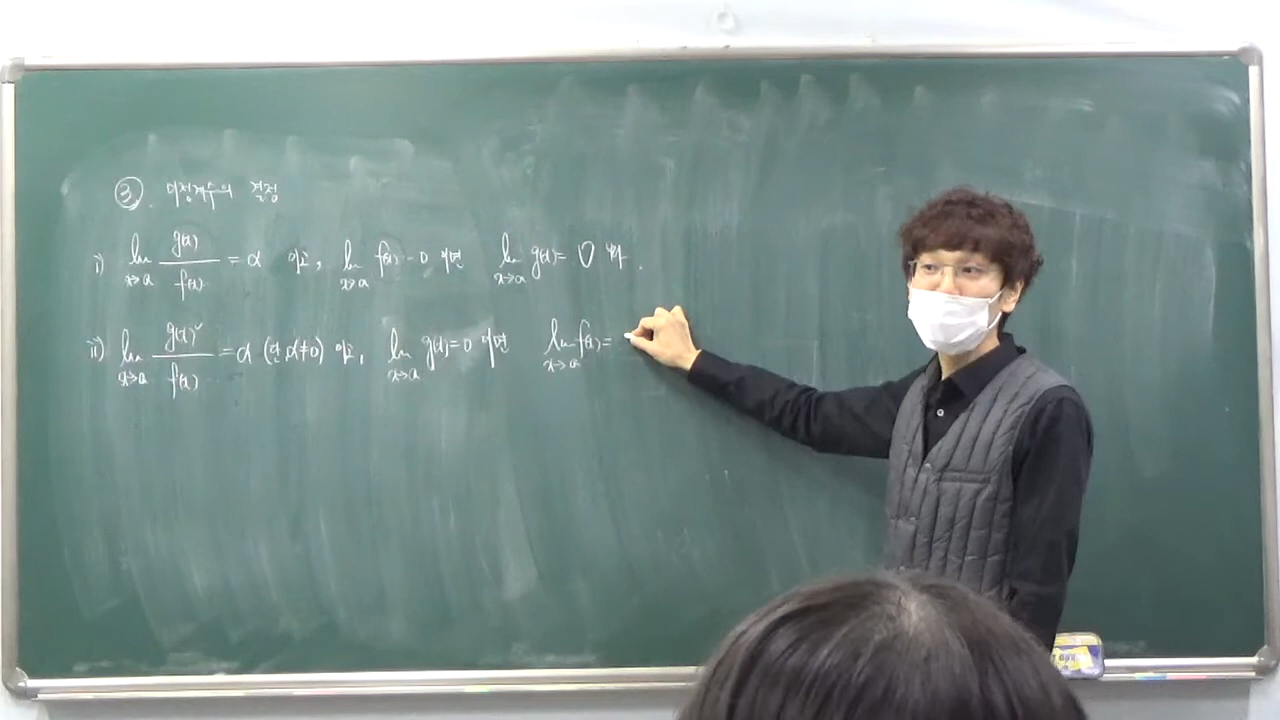 ③. 미정계수의 결정
i) lim_{x→a} g(x)/f(x) = α 이고, lim_{x→a} f(x) = 0 이면 lim_{x→a} g(x) = 0 이다.
ii) lim_{x→a} g(x)/f(x) = α (단, α≠0) 이고, lim_{x→a} g(x) = 0 이면 lim_{x→a} f(x) =